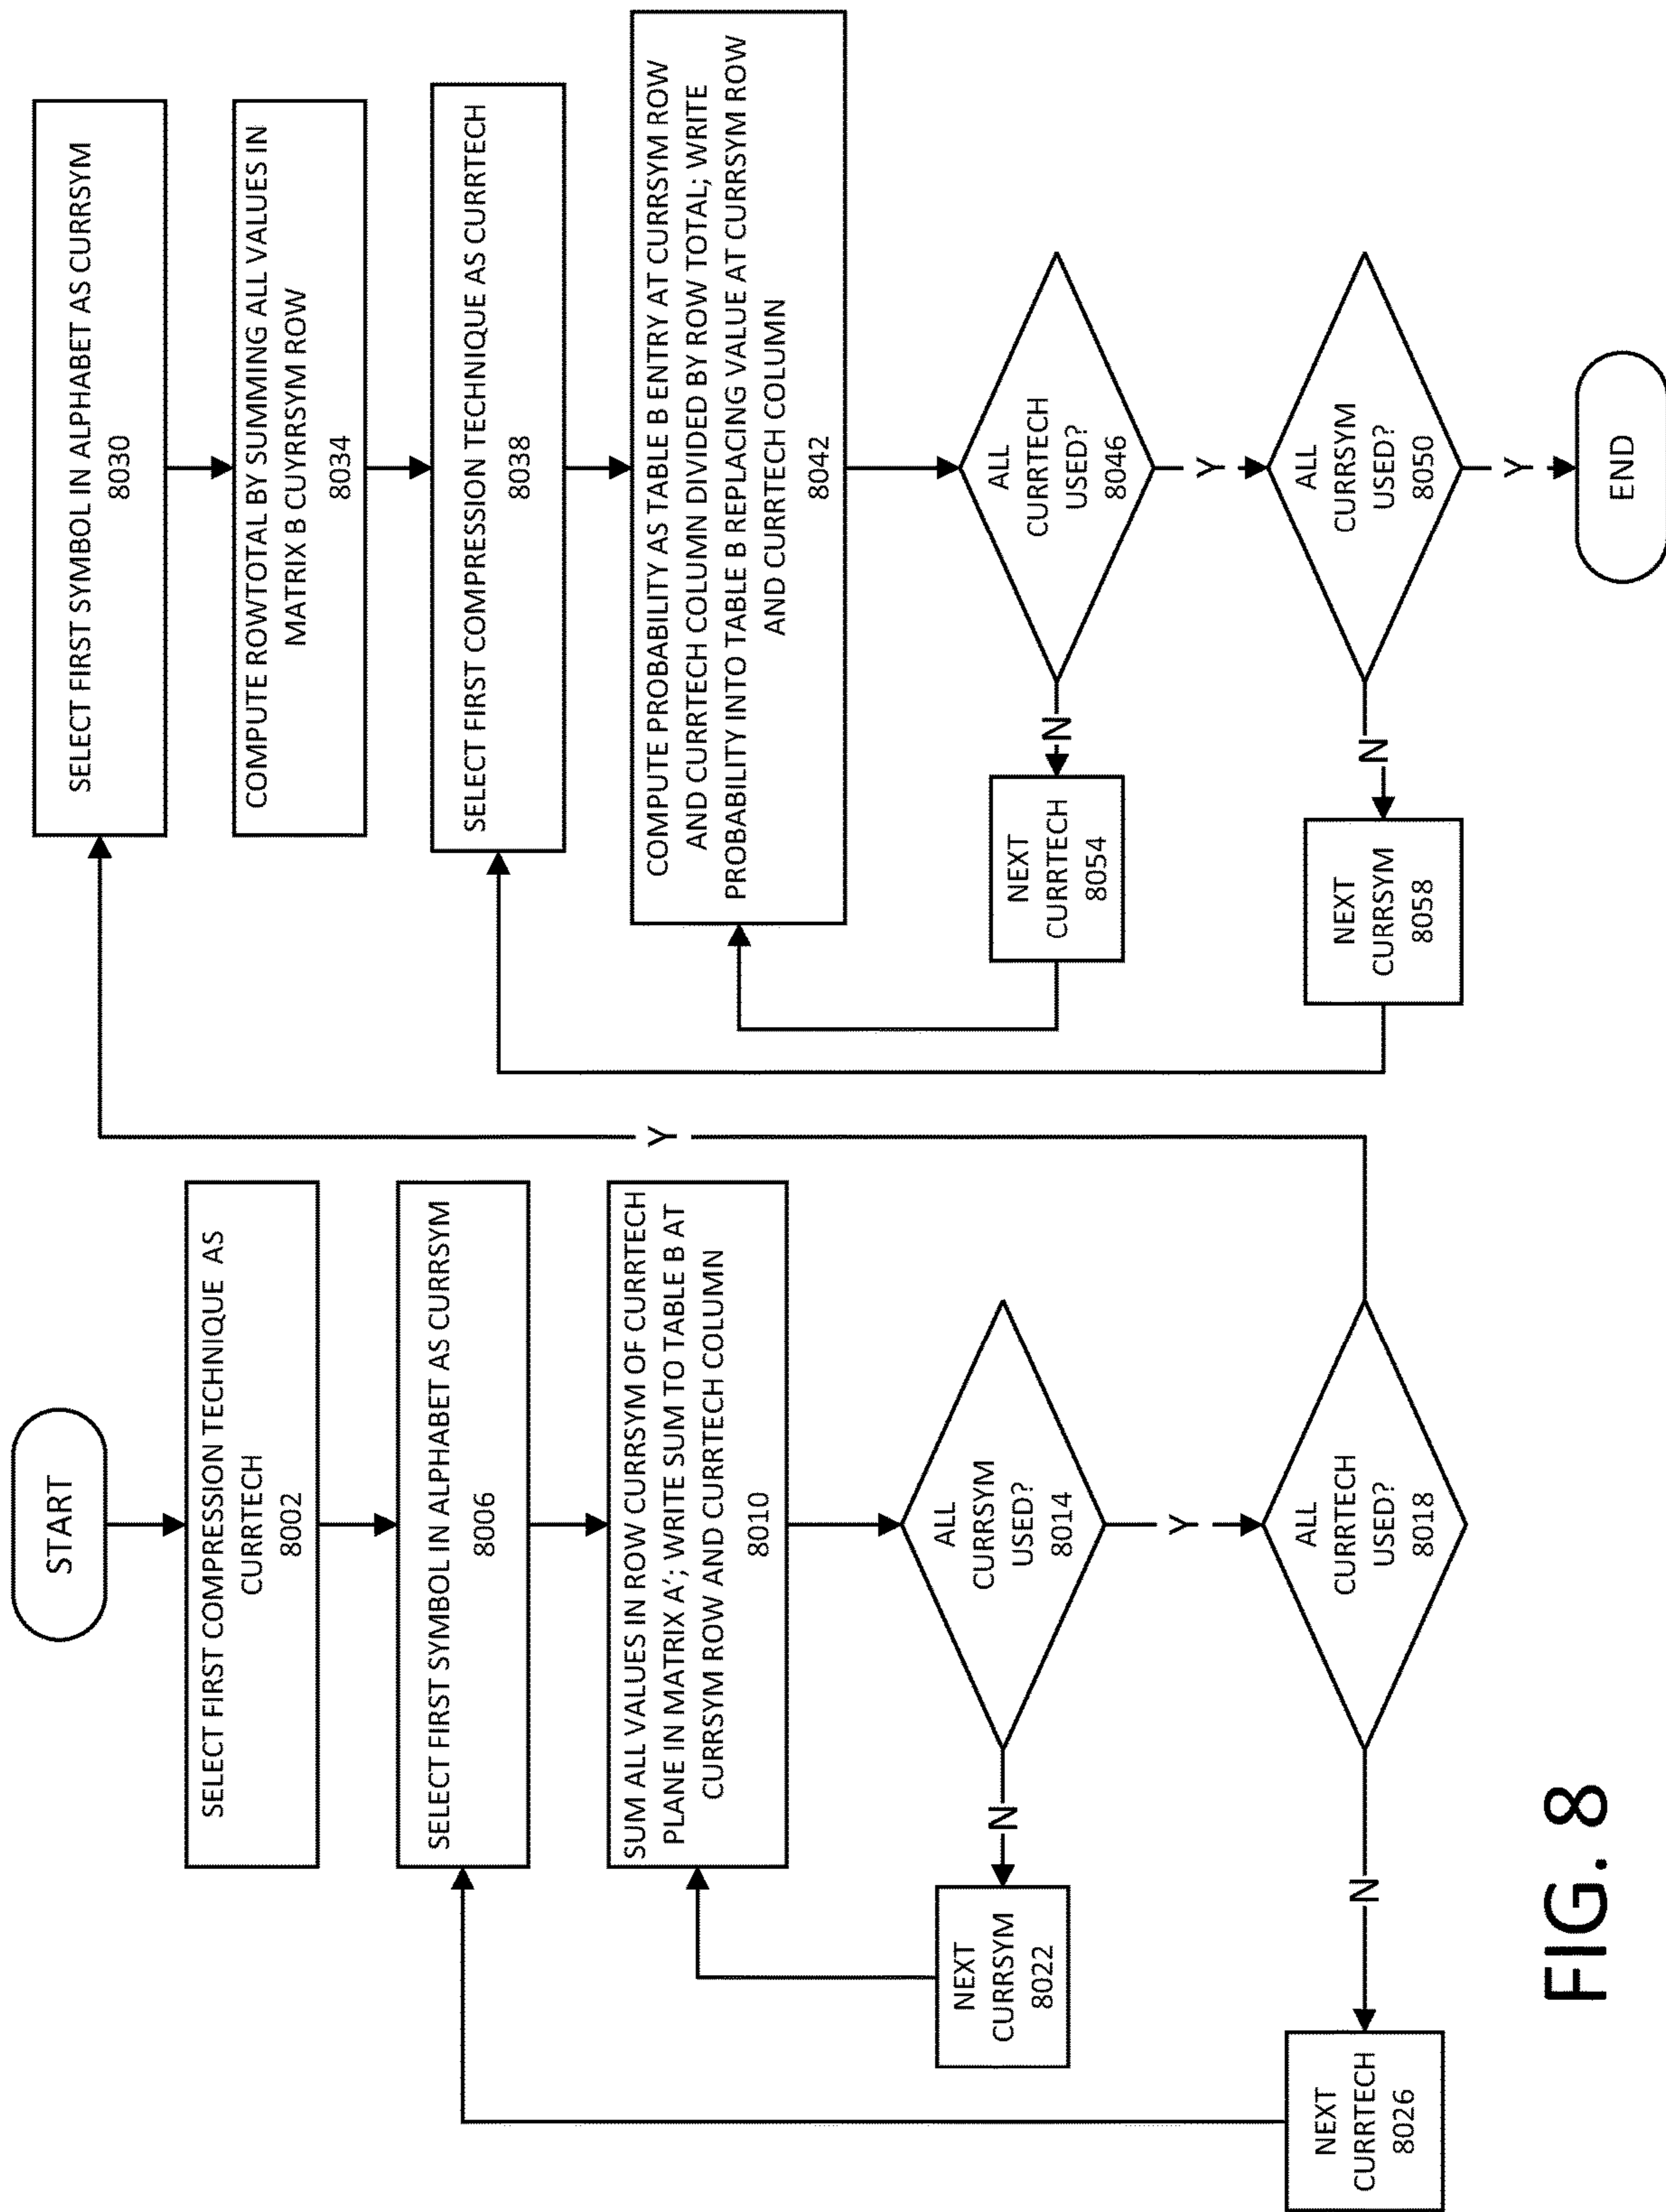 START
SELECT FIRST COMPRESSION TECHNIQUE AS
CURRTECH
8002
SELECT FIRST SYMBOL IN ALPHABET AS CURRSYM
8006
SUM ALL VALUES IN ROW CURRSYM OF CURRTECH
PLANE IN MATRIX A'; WRITE SUM TO TABLE B AT
CURRSYM ROW AND CURRTECH COLUMN
8010
ALL
CURRSYM
USED?
8014
N
Y
NEXT
CURRSYM
8022
ALL
CURRTECH
USED?
8018
N
Y
NEXT
CURRTECH
8026
SELECT FIRST SYMBOL IN ALPHABET AS CURRSYM
8030
COMPUTE ROWTOTAL BY SUMMING ALL VALUES IN
MATRIX B CUYRRSYM ROW
8034
SELECT FIRST COMPRESSION TECHNIQUE AS CURRTECH
8038
COMPUTE PROBABILITY AS TABLE B ENTRY AT CURRSYM ROW
AND CURRTECH COLUMN DIVIDED BY ROW TOTAL; WRITE
PROBABILITY INTO TABLE B REPLACING VALUE AT CURRSYM ROW
AND CURRTECH COLUMN
8042
ALL
CURRTECH
USED?
8046
N
Y
NEXT
CURRTECH
8054
ALL
CURRSYM
USED?
8050
N
Y
NEXT
CURRSYM
8058
END
FIG. 8